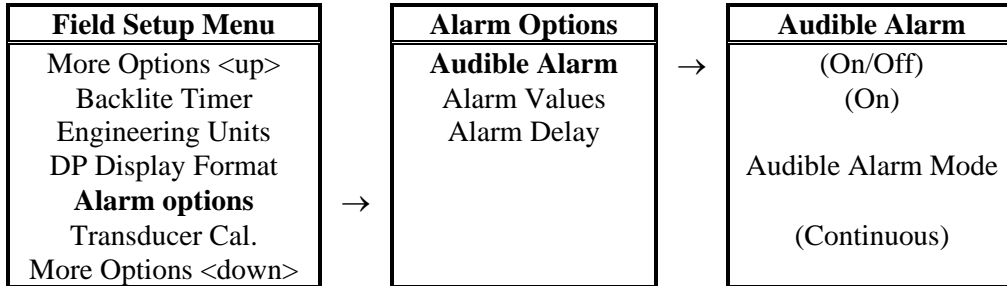 Field Setup Menu
More Options <up>
Backlite Timer
Engineering Units
DP Display Format
Alarm options
→
Transducer Cal.
More Options <down>
Alarm Options
Audible Alarm
→
Alarm Values
Alarm Delay
Audible Alarm
(On/Off)
(On)
Audible Alarm Mode
(Continuous)